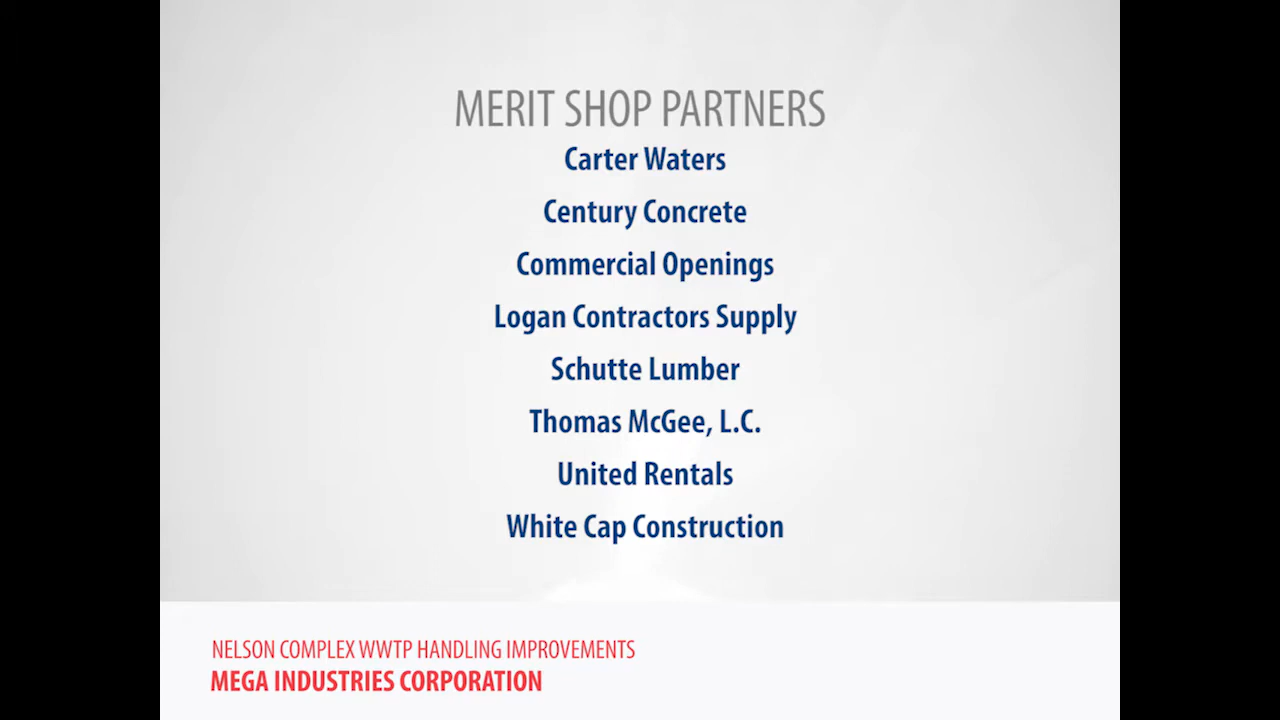 MERIT SHOP PARTNERS
Carter Waters
Century Concrete
Commercial Openings
Logan Contractors Supply
Schutte Lumber
Thomas McGee, L.C.
United Rentals
White Cap Construction
NELSON COMPLEX WWTP HANDLING IMPROVEMENTS
MEGA INDUSTRIES CORPORATION